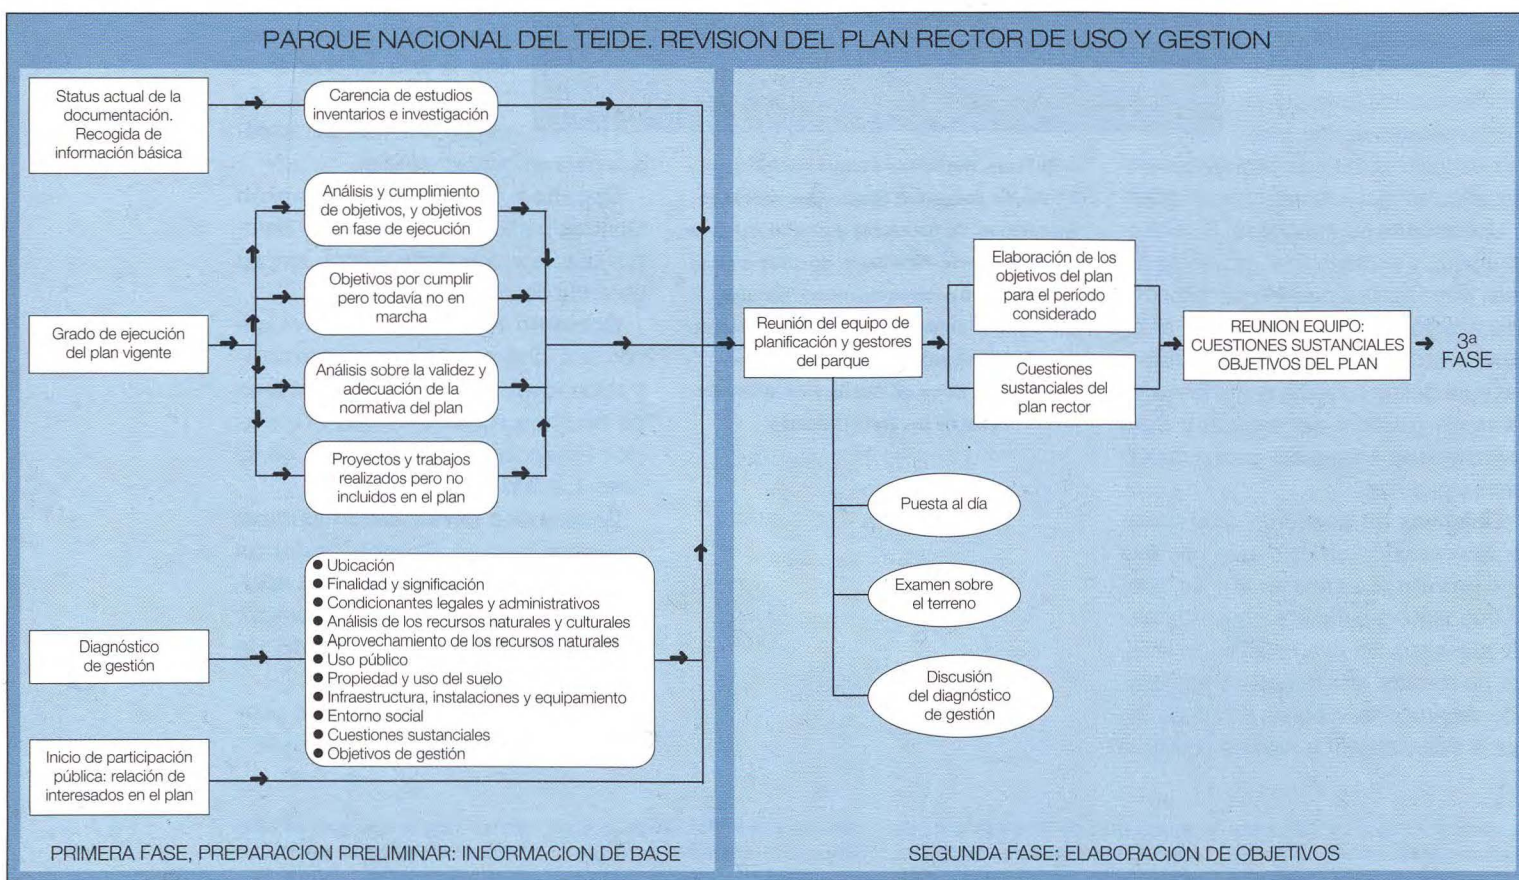 PARQUE NACIONAL DEL TEIDE. REVISION DEL PLAN RECTOR DE USO Y GESTION
Status actual de la
documentación.
Recogida de
información básica
Carencia de estudios
inventarios e investigación
Análisis y cumplimiento
de objetivos, y objetivos
en fase de ejecución
Objetivos por cumplir
pero todavía no en
marcha
Grado de ejecución
del plan vigente
Análisis sobre la validez y
adecuación de la
normativa del plan
Proyectos y trabajos
realizados pero no
incluidos en el plan
Diagnóstico
de gestión
● Ubicación
● Finalidad y significación
● Condicionantes legales y administrativos
● Análisis de los recursos naturales y culturales
● Aprovechamiento de los recursos naturales
● Uso público
● Propiedad y uso del suelo
● Infraestructura, instalaciones y equipamiento
● Entorno social
● Cuestiones sustanciales
● Objetivos de gestión
Inicio de participación
pública: relación de
interesados en el plan
PRIMERA FASE, PREPARACION PRELIMINAR: INFORMACION DE BASE
Reunión del equipo de
planificación y gestores
del parque
Elaboración de los
objetivos del plan
para el período
considerado
Cuestiones
sustanciales del
plan rector
REUNION EQUIPO:
CUESTIONES SUSTANCIALES
OBJETIVOS DEL PLAN
3ª
FASE
Puesta al día
Examen sobre
el terreno
Discusión
del diagnóstico
de gestión
SEGUNDA FASE: ELABORACION DE OBJETIVOS